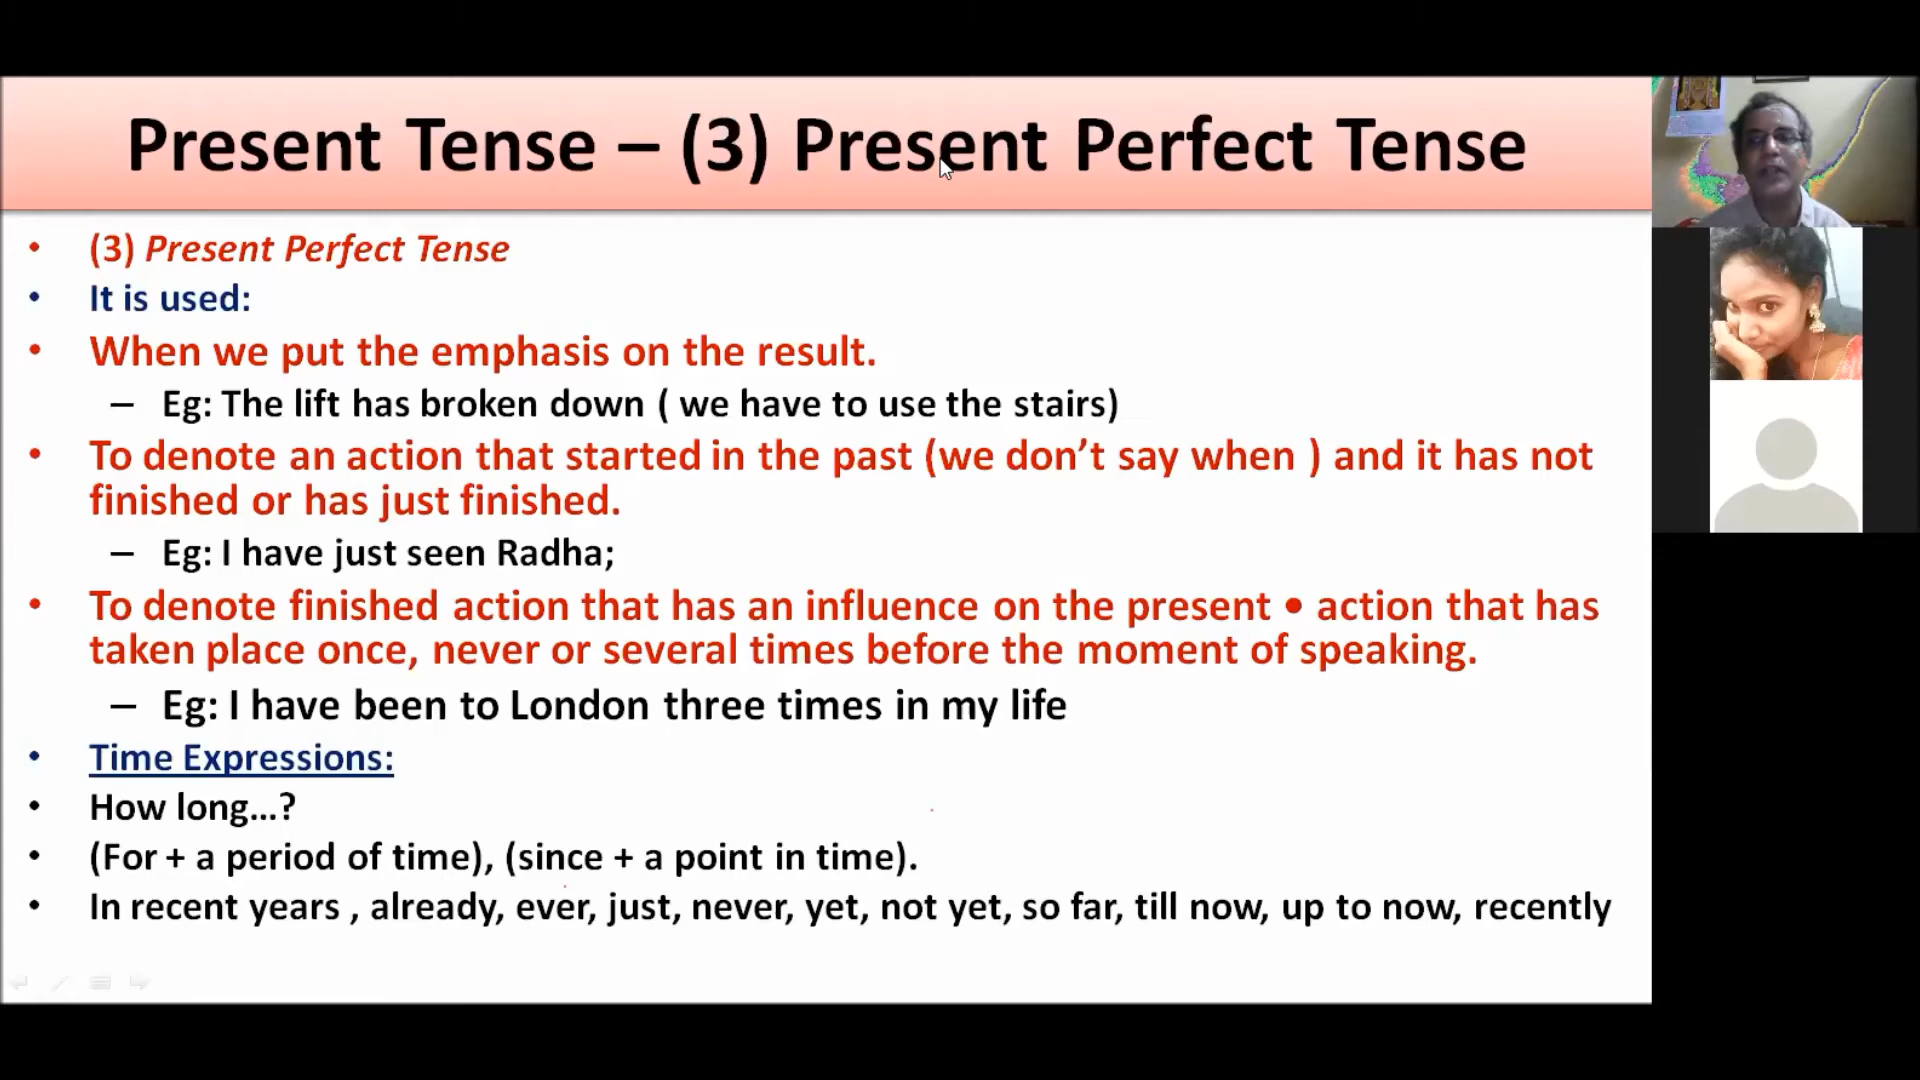 Present Tense – (3) Present Perfect Tense
• (3) Present Perfect Tense
• It is used:
• When we put the emphasis on the result.
– Eg: The lift has broken down ( we have to use the stairs)
• To denote an action that started in the past (we don’t say when ) and it has not
finished or has just finished.
– Eg: I have just seen Radha;
• To denote finished action that has an influence on the present • action that has
taken place once, never or several times before the moment of speaking.
– Eg: I have been to London three times in my life
• Time Expressions:
• How long…?
• (For + a period of time), (since + a point in time).
• In recent years , already, ever, just, never, yet, not yet, so far, till now, up to now, recently